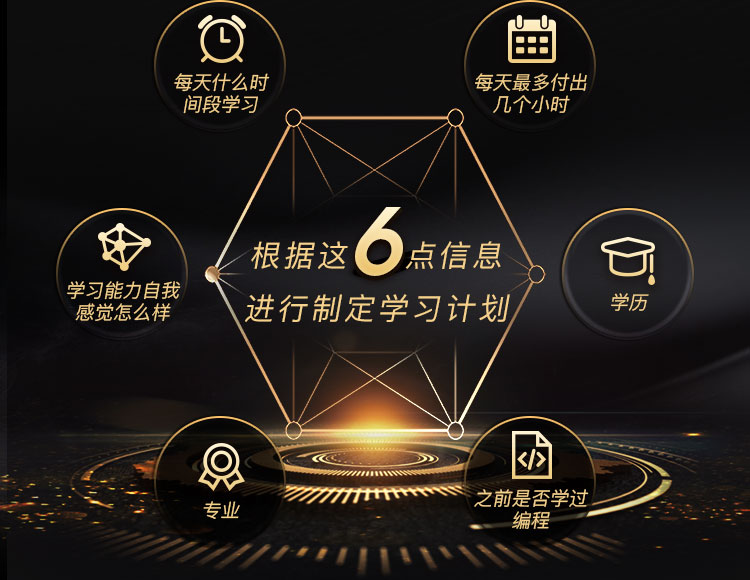 每天什么时
间段学习
每天最多付出
几个小时
根据这6点信息
进行制定学习计划
学习能力自我
感觉怎么样
学历
专业
之前是否学过
编程